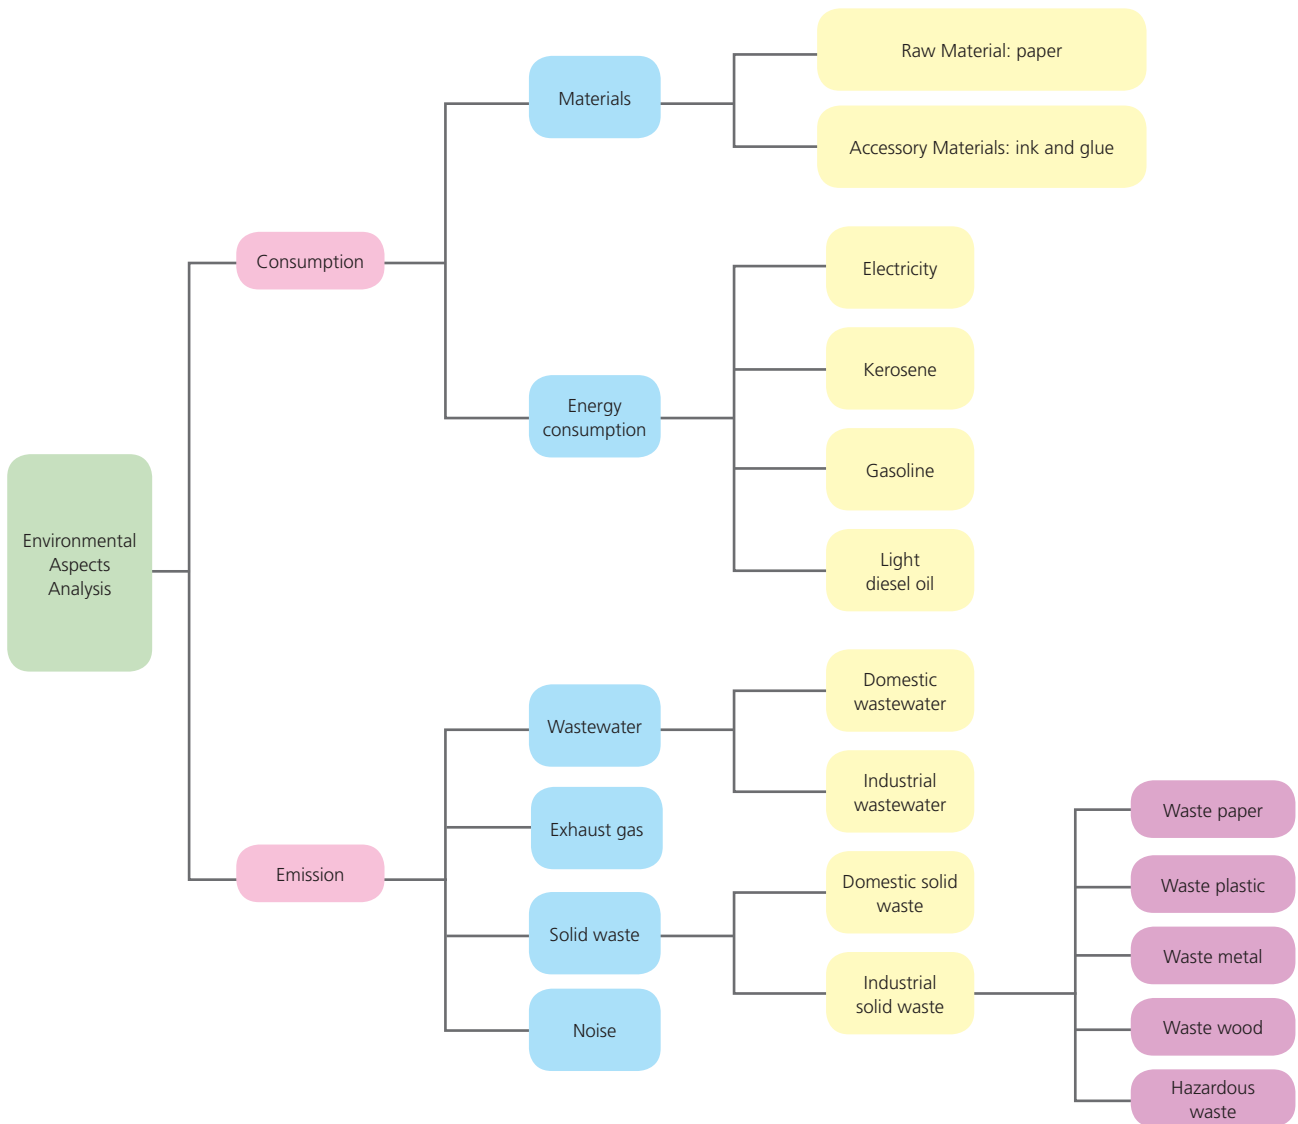 Environmental
Aspects
Analysis
Consumption
Materials
Raw Material: paper
Accessory Materials: ink and glue
Energy
consumption
Electricity
Kerosene
Gasoline
Light
diesel oil
Emission
Wastewater
Domestic
wastewater
Industrial
wastewater
Exhaust gas
Solid waste
Domestic solid
waste
Industrial
solid waste
Waste paper
Waste plastic
Waste metal
Waste wood
Hazardous
waste
Noise